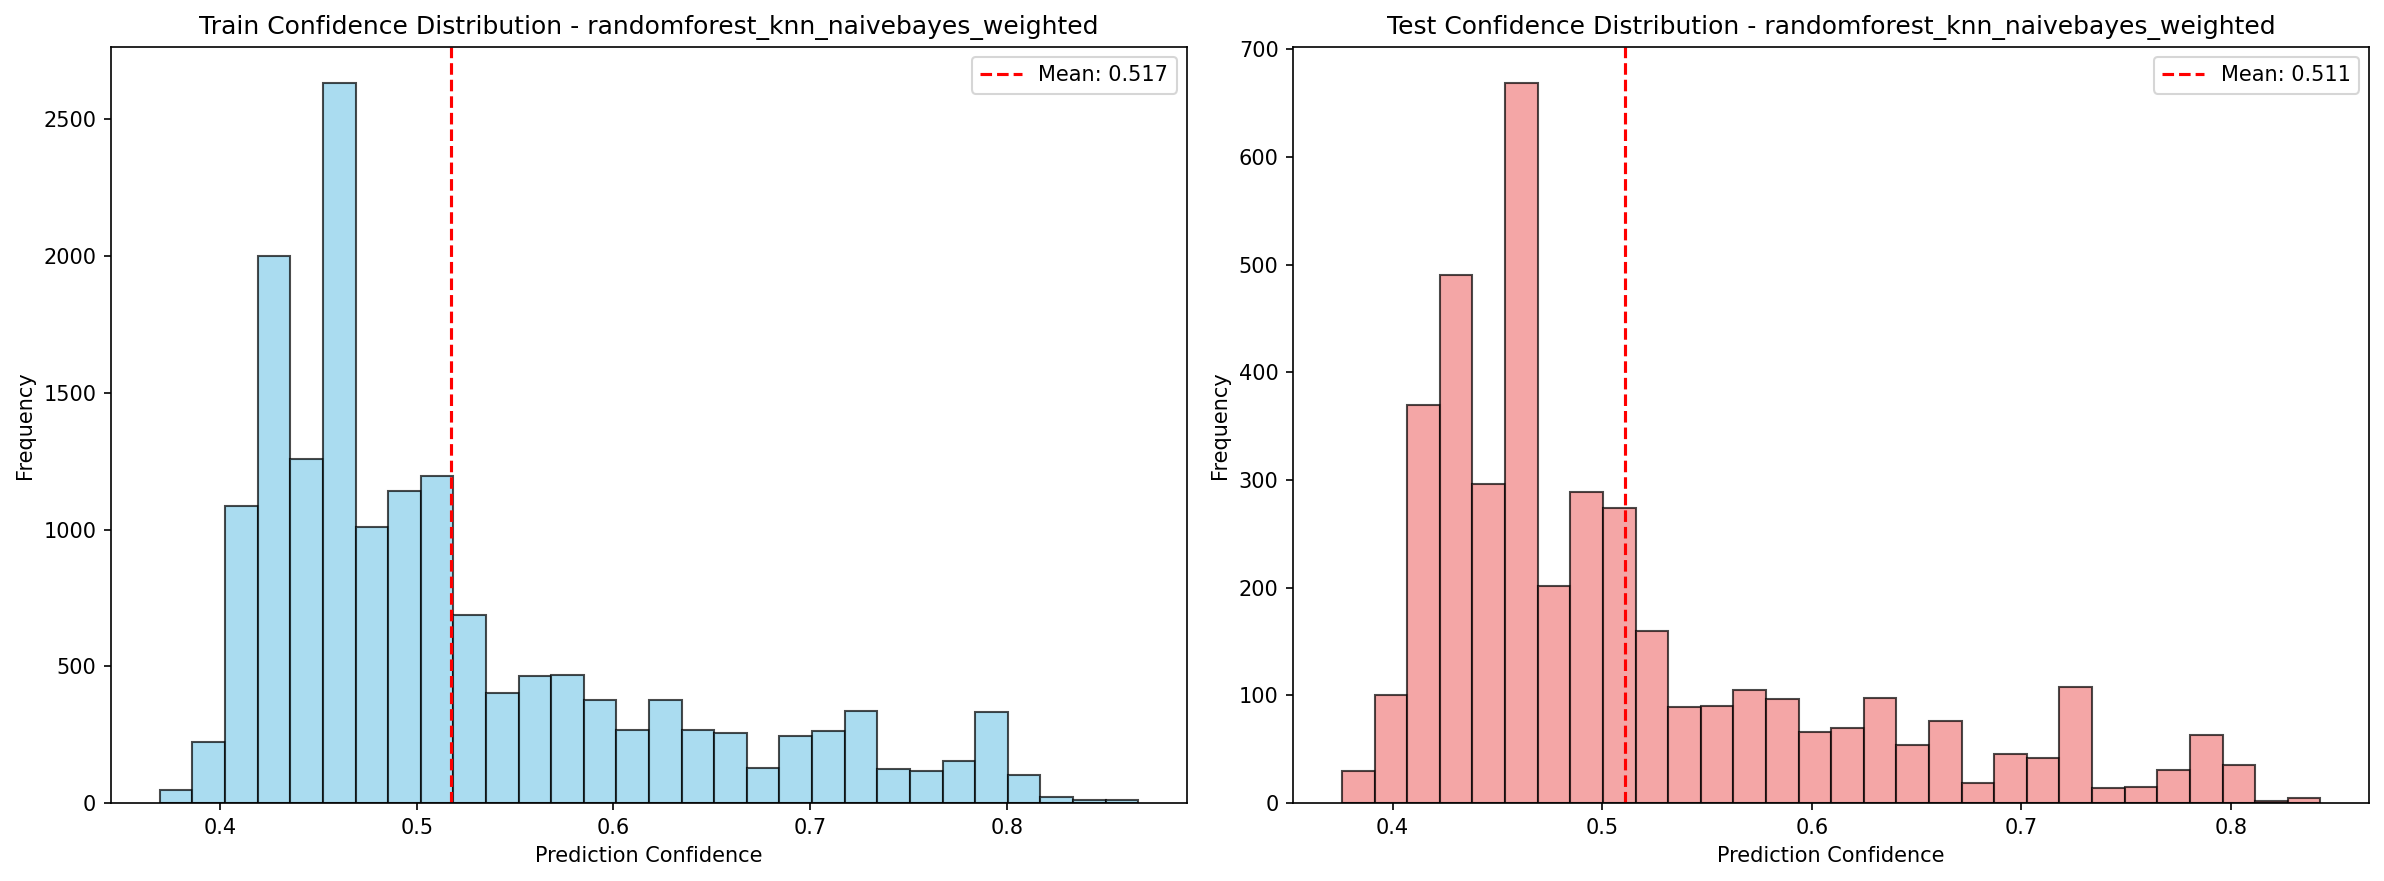 Train Confidence Distribution - randomforest_knn_naivebayes_weighted
Mean: 0.517
2500
2000
1500
1000
500
0
Frequency
0.4 0.5 0.6 0.7 0.8
Prediction Confidence
Test Confidence Distribution - randomforest_knn_naivebayes_weighted
Mean: 0.511
700
600
500
400
300
200
100
0
Frequency
0.4 0.5 0.6 0.7 0.8
Prediction Confidence